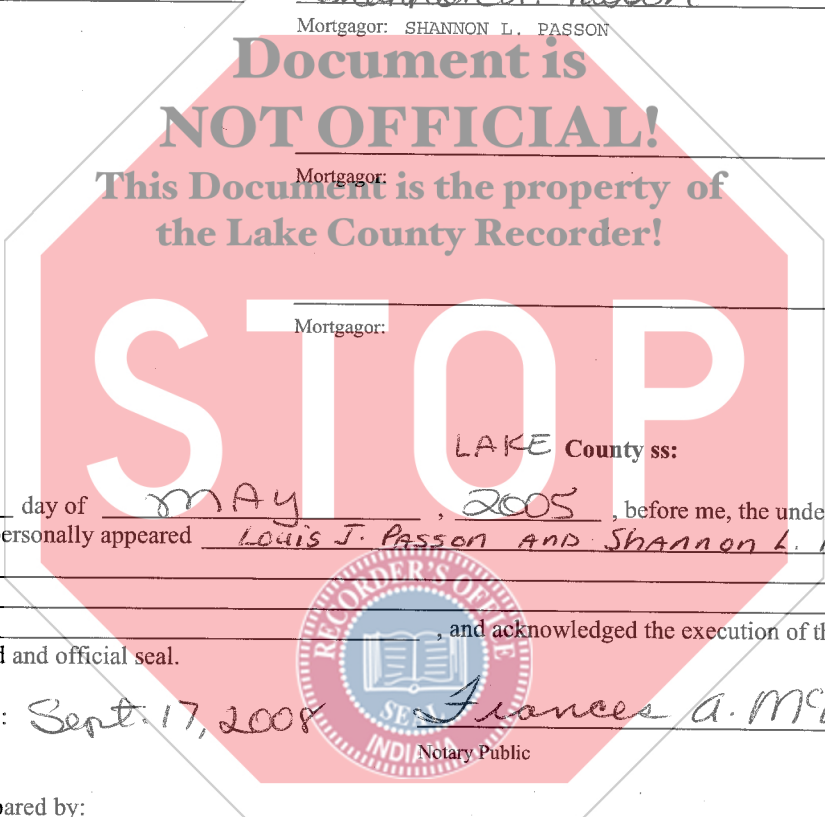 Mortgagor: SHANNON L. PASSON
Document is
NOT OFFICIAL!
Mortgagor:
This Document is the property of
the Lake County Recorder!
STOP
Mortgagor:
LAKE County ss:
day of MAY , 2005 , before me, the unde
ersonally appeared Louis J. Passon AND Shannon L.
RECORDER'S OFFICE
, and acknowledged the execution of th
d and official seal.
: Sept. 17, 2008 Frances A. Mc
SEAL
INDIANA
Notary Public
pared by: